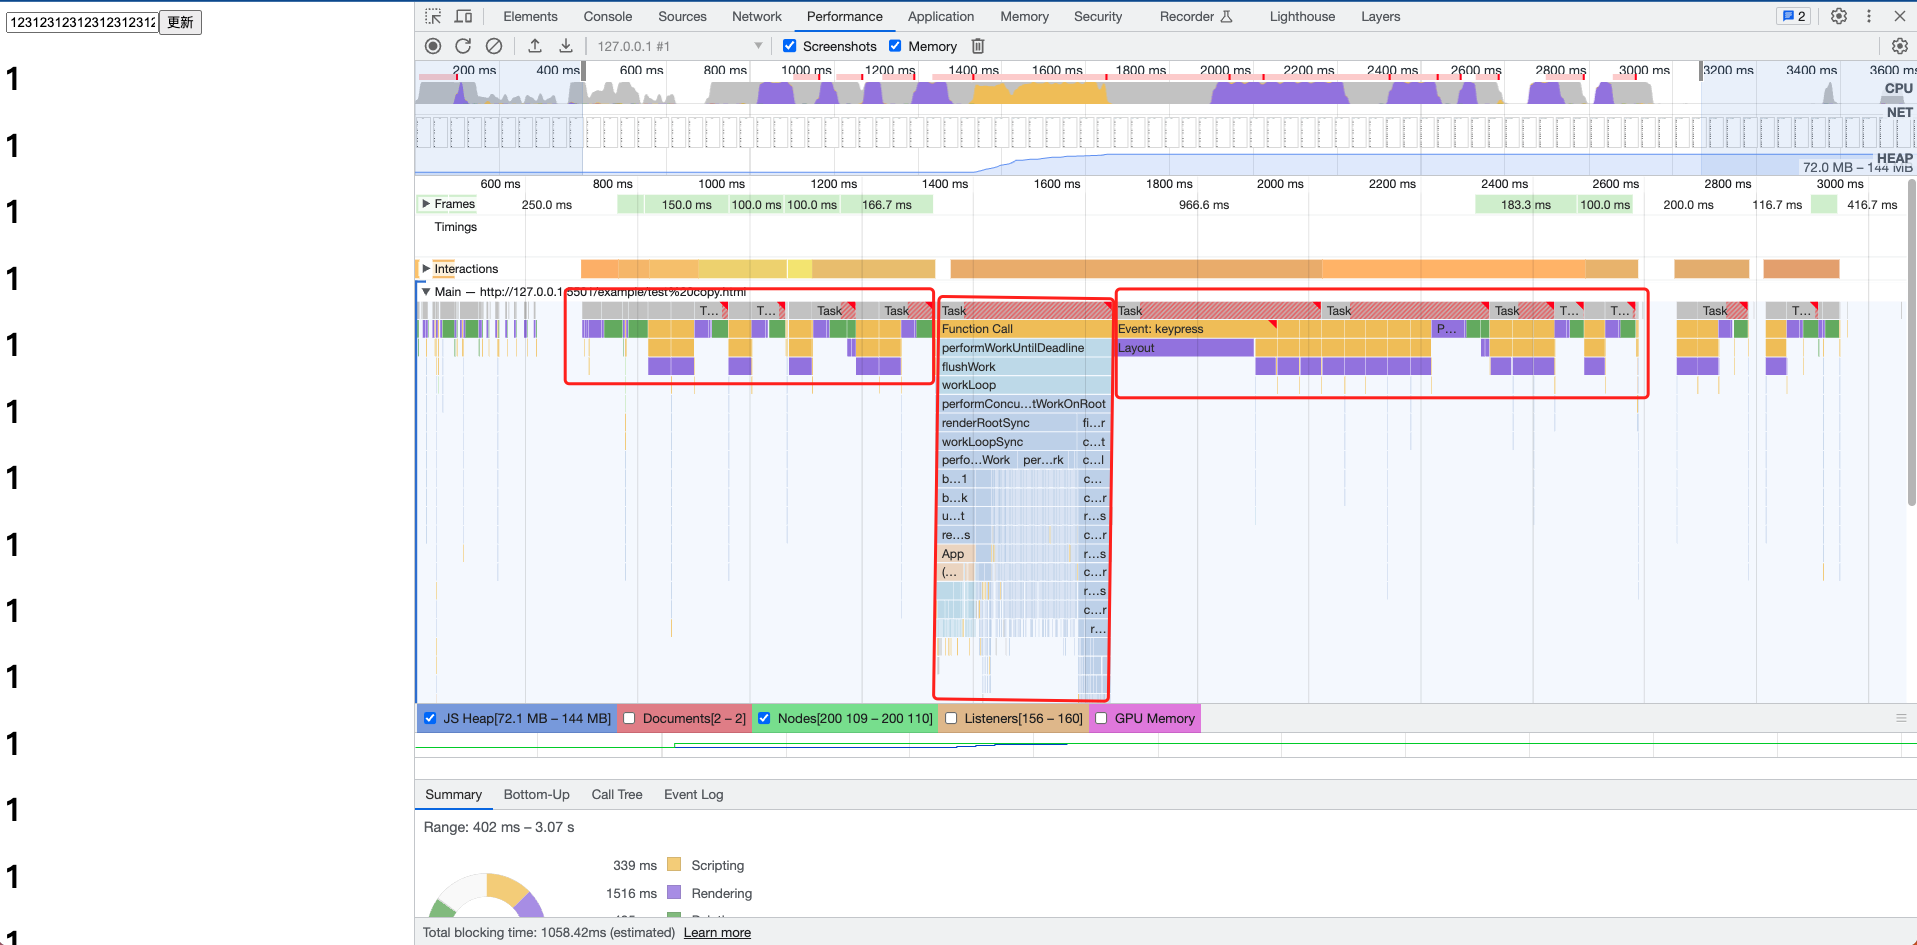 123123123123123123123123 更新
1
1
1
1
1
1
1
1
1
1
1
1
1
1
Elements Console Sources Network Performance Application Memory Security Recorder Lighthouse Layers 2
127.0.0.1 #1 Screenshots Memory
200 ms 400 ms 600 ms 800 ms 1000 ms 1200 ms 1400 ms 1600 ms 1800 ms 2000 ms 2200 ms 2400 ms 2600 ms 2800 ms 3000 ms 3200 ms 3400 ms 3600 ms
CPU
NET
HEAP
72.0 MB – 144 MB
600 ms 800 ms 1000 ms 1200 ms 1400 ms 1600 ms 1800 ms 2000 ms 2200 ms 2400 ms 2600 ms 2800 ms 3000 ms
Frames 250.0 ms 150.0 ms 100.0 ms 100.0 ms 166.7 ms 966.6 ms 183.3 ms 100.0 ms 200.0 ms 116.7 ms 416.7 ms
Timings
Interactions
Main — http://127.0.0.1:5501/example/test%20copy.html
T... T... Task Task Task Task Task Task T... T... Task T...
Function Call Event: keypress P...
performWorkUntilDeadline Layout
flushWork
workLoop
performConcu...tWorkOnRoot
renderRootSync fi...r
workLoopSync c...t
perfo...Work per...rk c...l
b...1 c...
b...k c...r
u...t r...s
re...s c...r
App r...s
(... c...r
r...s
c...r
r...
JS Heap[72.1 MB – 144 MB] Documents[2 – 2] Nodes[200 109 – 200 110] Listeners[156 – 160] GPU Memory
Summary Bottom-Up Call Tree Event Log
Range: 402 ms – 3.07 s
339 ms Scripting
1516 ms Rendering
Total blocking time: 1058.42ms (estimated) Learn more